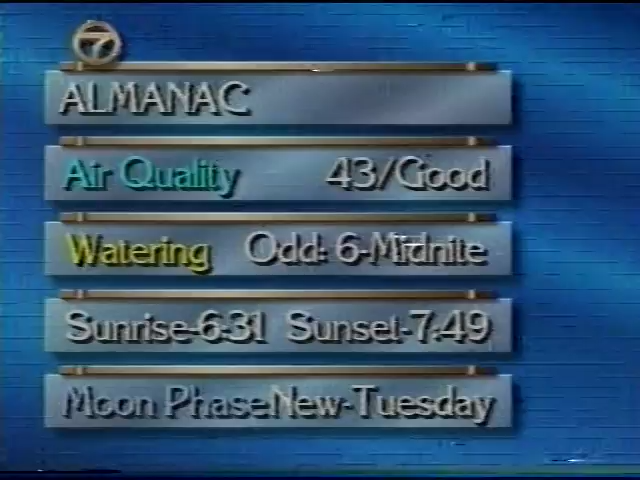 7
ALMANAC
Air Quality 43/Good
Watering Odd: 6-Midnite
Sunrise-6:31 Sunset-7:49
Moon Phase New-Tuesday